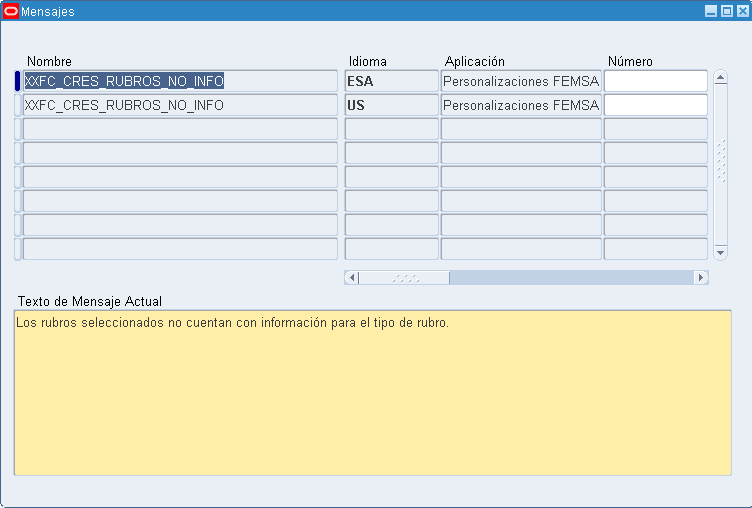 Mensajes
Nombre Idioma Aplicación Número
XXFC_CRES_RUBROS_NO_INFO ESA Personalizaciones FEMSA
XXFC_CRES_RUBROS_NO_INFO US Personalizaciones FEMSA
Texto de Mensaje Actual
Los rubros seleccionados no cuentan con información para el tipo de rubro.